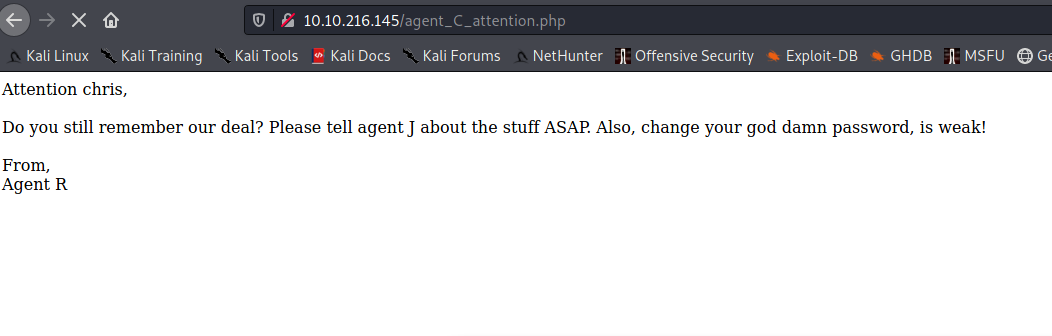 10.10.216.145/agent_C_attention.php
Kali Linux Kali Training Kali Tools Kali Docs Kali Forums NetHunter Offensive Security Exploit-DB GHDB MSFU Ge
Attention chris,
Do you still remember our deal? Please tell agent J about the stuff ASAP. Also, change your god damn password, is weak!
From,
Agent R